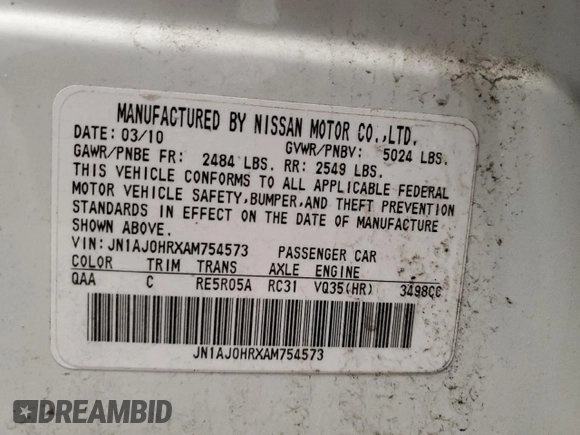 MANUFACTURED BY NISSAN MOTOR CO.,LTD.
DATE: 03/10 GVWR/PNBV: 5024 LBS.
GAWR/PNBE FR: 2484 LBS. RR: 2549 LBS.
THIS VEHICLE CONFORMS TO ALL APPLICABLE FEDERAL
MOTOR VEHICLE SAFETY,BUMPER,AND THEFT PREVENTION
STANDARDS IN EFFECT ON THE DATE OF MANUFACTURE
SHOWN ABOVE.
VIN: JN1AJ0HRXAM754573 PASSENGER CAR
COLOR TRIM TRANS AXLE ENGINE
QAA C RE5R05A RC31 VQ35(HR) 3498CC
JN1AJ0HRXAM754573
DREAMBID